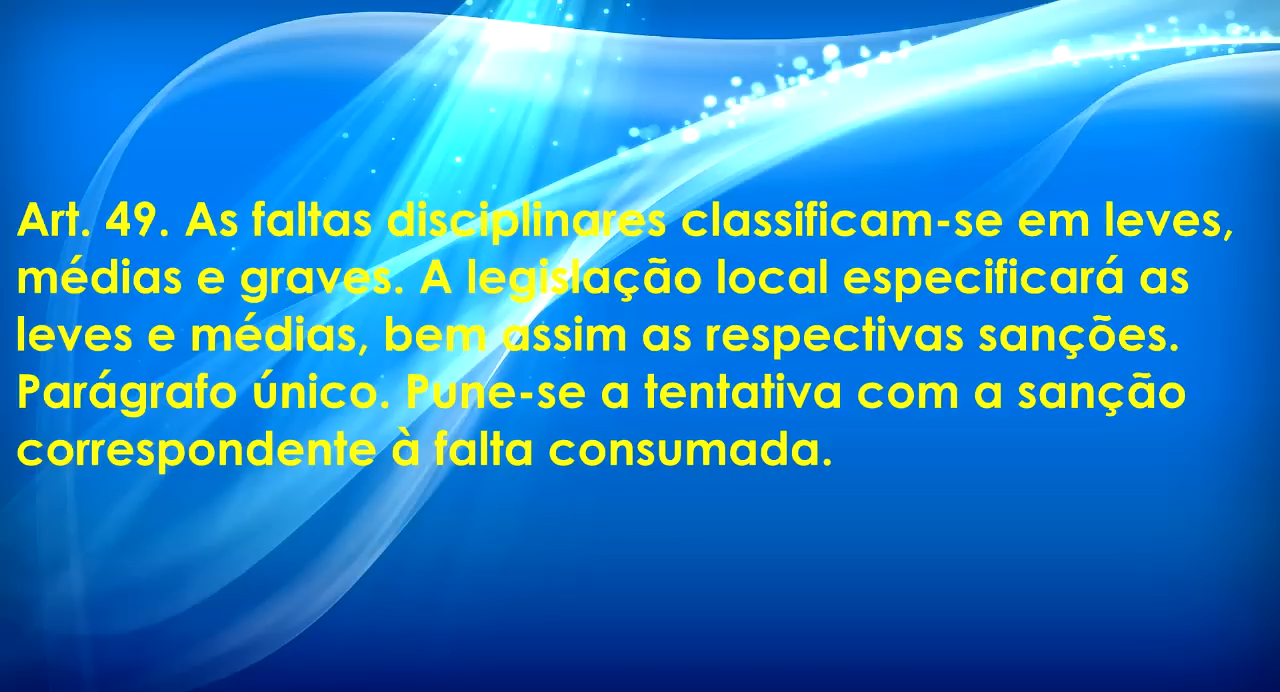 Art. 49. As faltas disciplinares classificam-se em leves,
médias e graves. A legislação local especificará as
leves e médias, bem assim as respectivas sanções.
Parágrafo único. Pune-se a tentativa com a sanção
correspondente à falta consumada.